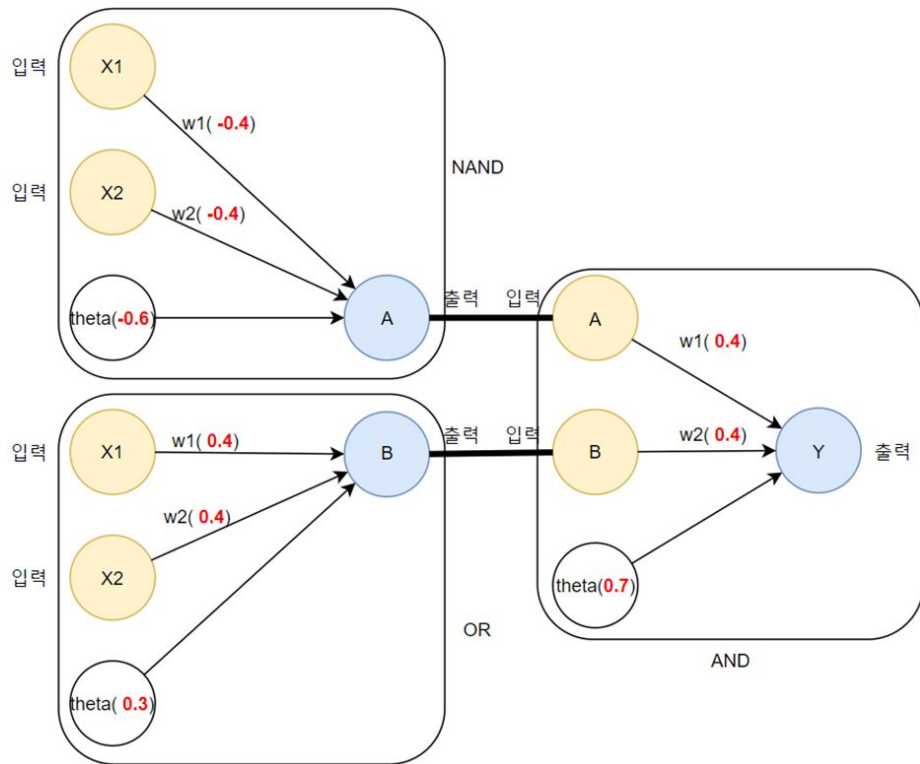 입력
X1
w1( -0.4)
입력
X2
w2( -0.4)
theta(-0.6)
A
NAND
출력
입력
X1
w1( 0.4)
B
출력
w2( 0.4)
입력
X2
theta( 0.3)
OR
입력
A
w1( 0.4)
입력
B
w2( 0.4)
Y
출력
theta(0.7)
AND